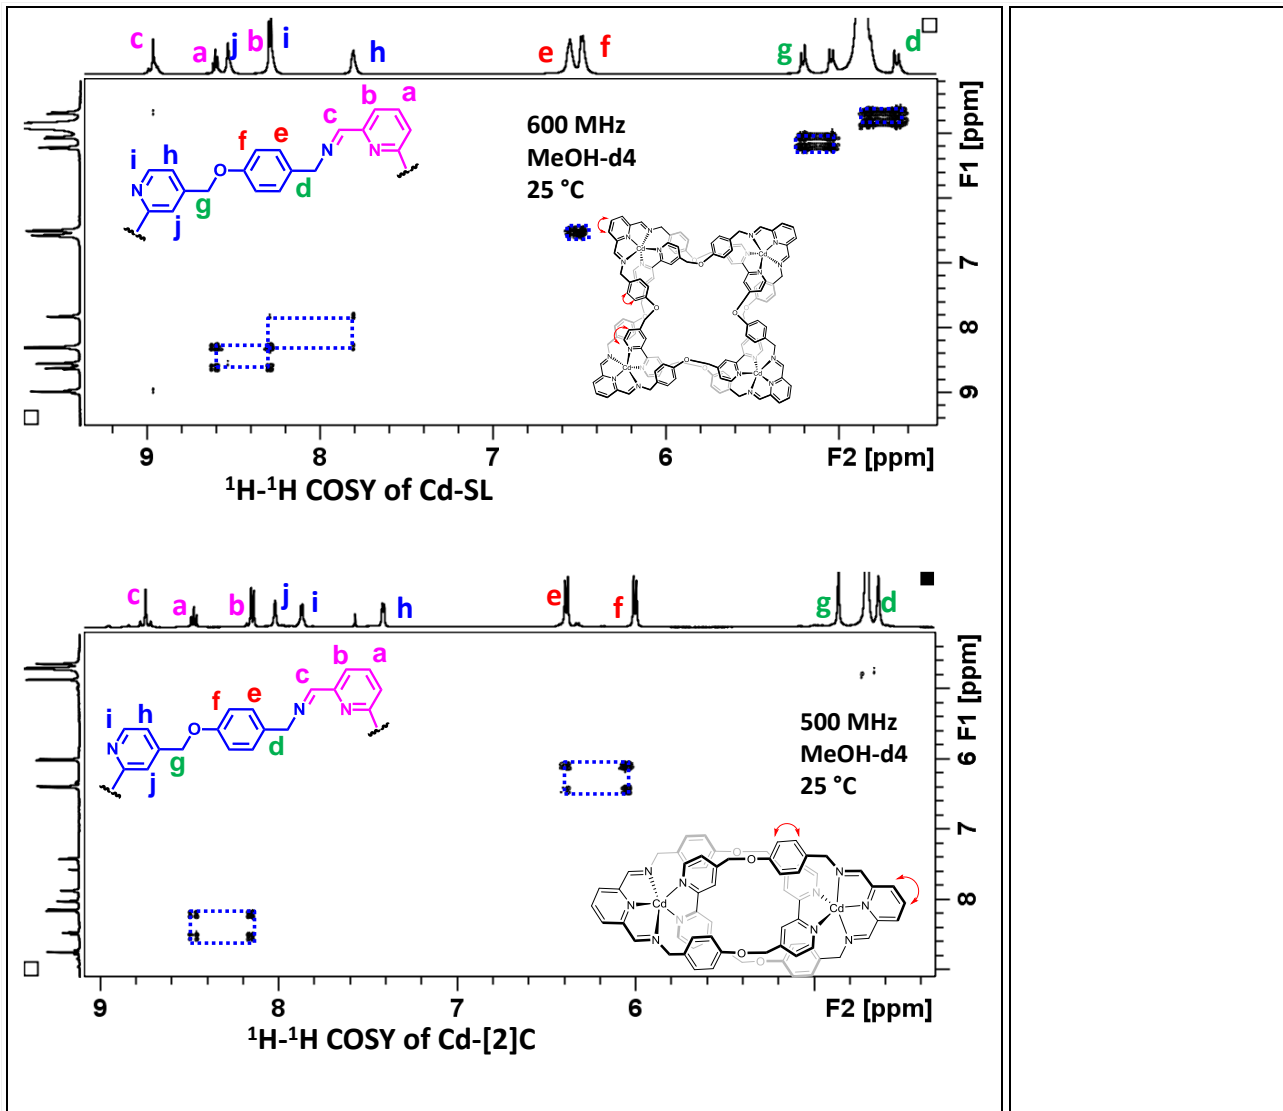 c a j b i h e f g d
b a
c
f e
i h
N
N
N
O
d
g
j
600 MHz
MeOH-d4
25 °C
F1 [ppm]
7
8
9
9 8 7 6 F2 [ppm]
¹H-¹H COSY of Cd-SL
c a b j i h e f g d
b a
c
f e
i h
N
N
N
O
d
g
j
500 MHz
MeOH-d4
25 °C
F1 [ppm]
6
7
8
Cd
Cd
9 8 7 6 F2 [ppm]
¹H-¹H COSY of Cd-[2]C